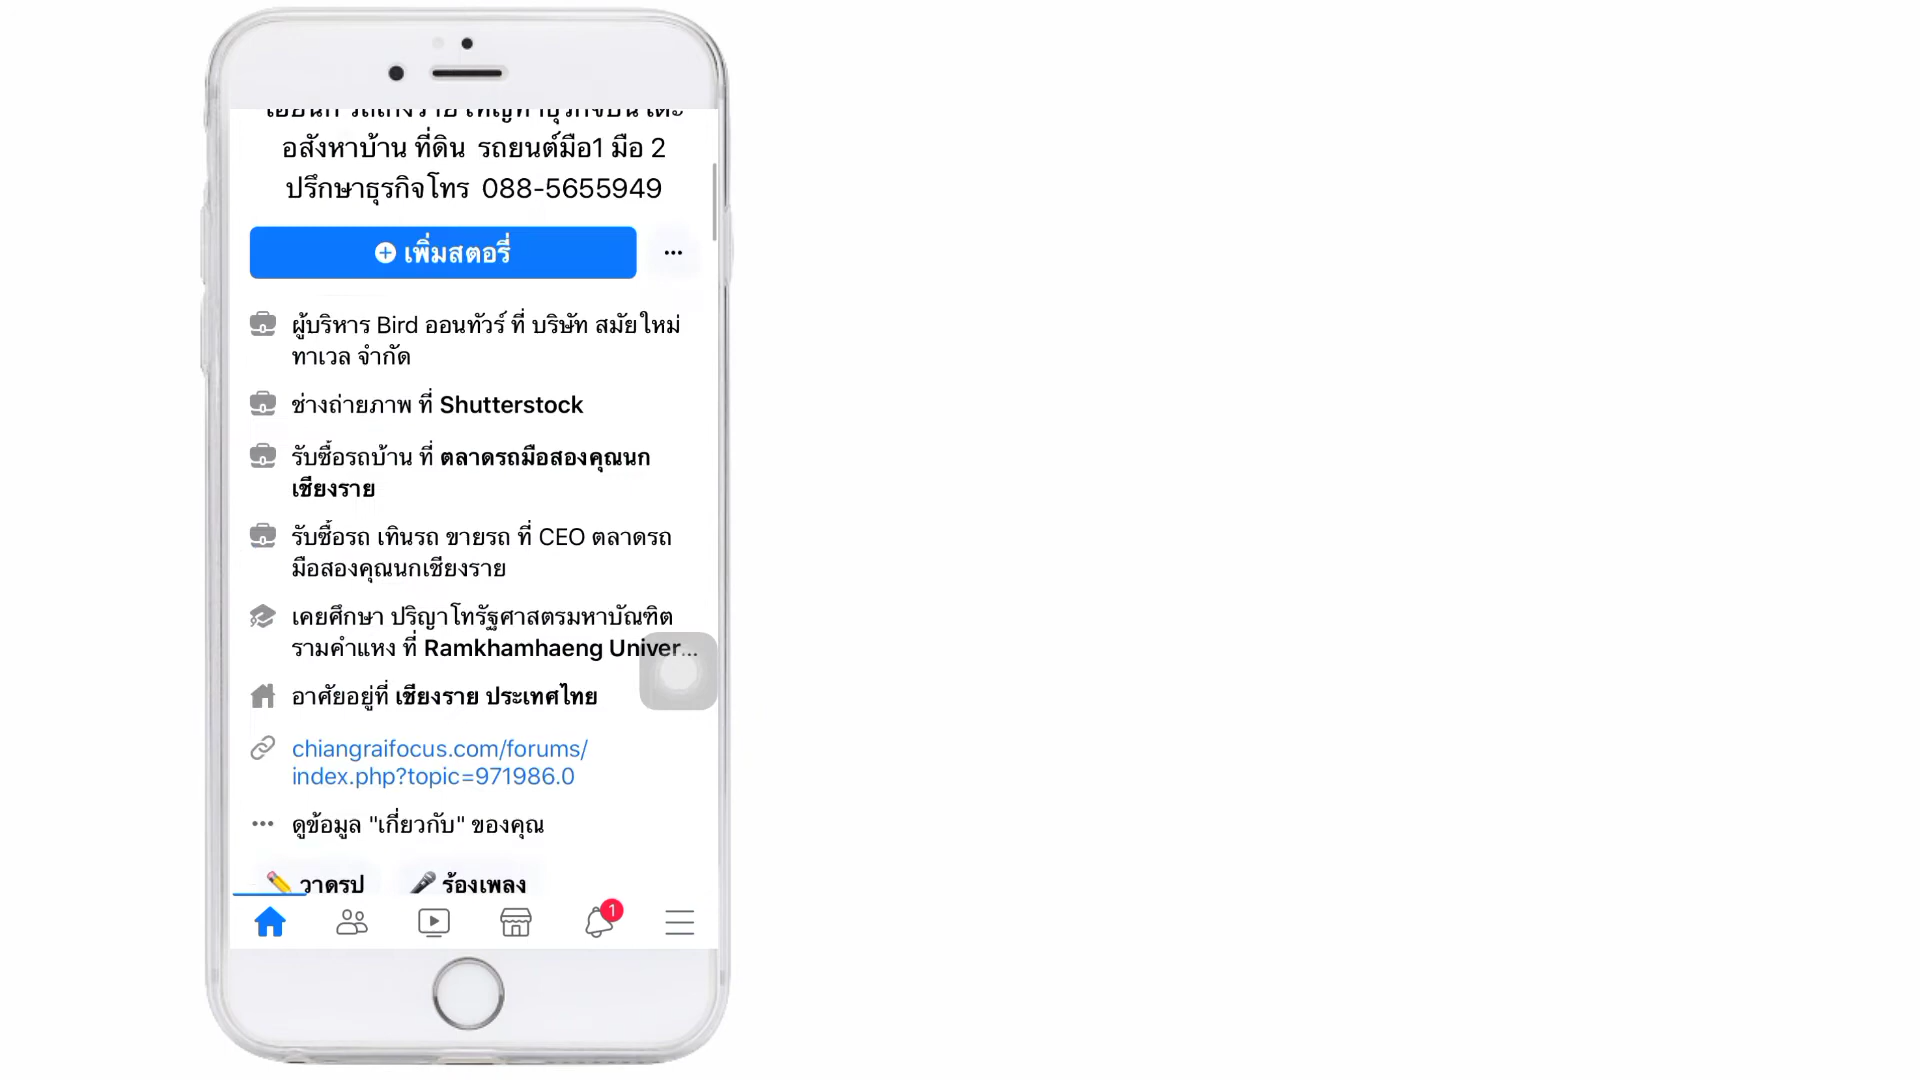 อสังหาบ้าน ที่ดิน รถยนต์มือ1 มือ 2
ปรึกษาธุรกิจโทร 088-5655949
เพิ่มสตอรี่
ผู้บริหาร Bird ออนทัวร์ ที่ บริษัท สมัยใหม่
ทาเวล จำกัด
ช่างถ่ายภาพ ที่ Shutterstock
รับซื้อรถบ้าน ที่ ตลาดรถมือสองคุณนก
เชียงราย
รับซื้อรถ เทินรถ ขายรถ ที่ CEO ตลาดรถ
มือสองคุณนกเชียงราย
เคยศึกษา ปริญาโทรัฐศาสตรมหาบัณฑิต
รามคำแหง ที่ Ramkhamhaeng Univer...
อาศัยอยู่ที่ เชียงราย ประเทศไทย
chiangraifocus.com/forums/
index.php?topic=971986.0
ดูข้อมูล "เกี่ยวกับ" ของคุณ
วาดรูป
ร้องเพลง
1